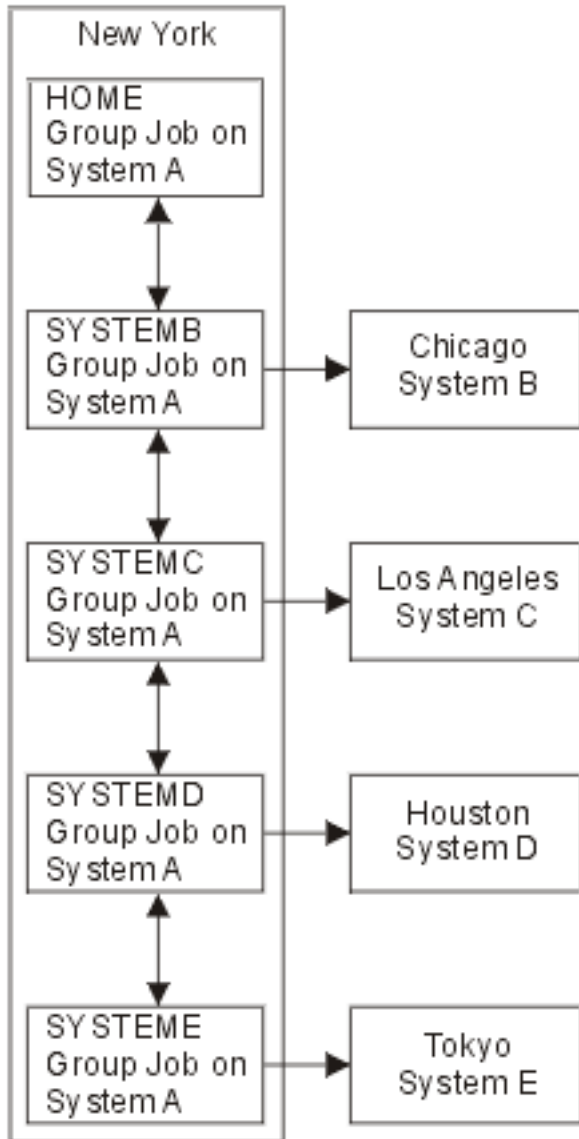 New York
HOME
Group Job on
System A
SYSTEMB
Group Job on
System A
Chicago
System B
SYSTEMC
Group Job on
System A
Los Angeles
System C
SYSTEMD
Group Job on
System A
Houston
System D
SYSTEME
Group Job on
System A
Tokyo
System E